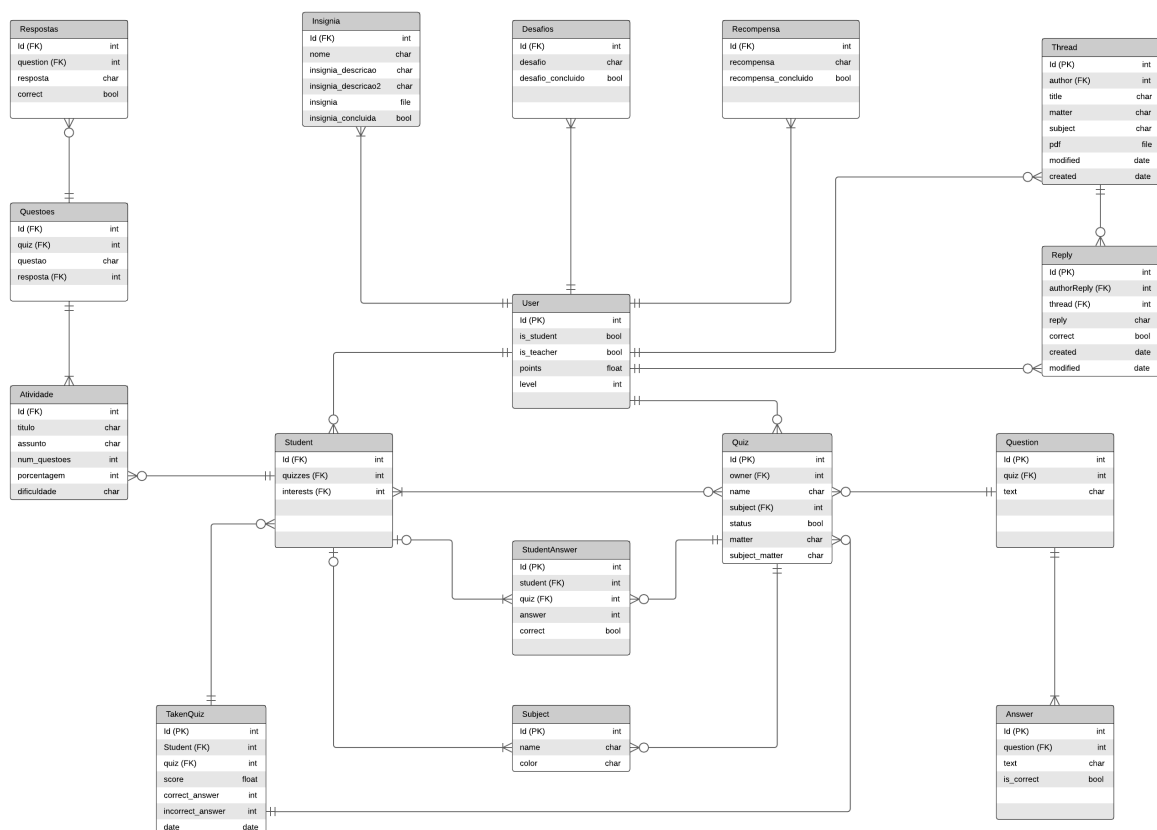 Respostas
Id (FK) int
question (FK) int
resposta char
correct bool
Insignia
Id (FK) int
nome char
insignia_descricao char
insignia_descricao2 char
insignia file
insignia_concluida bool
Desafios
Id (FK) int
desafio char
desafio_concluido bool
Recompensa
Id (FK) int
recompensa char
recompensa_concluido bool
Thread
Id (PK) int
author (FK) int
title char
matter char
subject char
pdf file
modified date
created date
Questoes
Id (FK) int
quiz (FK) int
questao char
resposta (FK) int
Reply
Id (PK) int
authorReply (FK) int
thread (FK) int
reply char
correct bool
created date
modified date
User
Id (PK) int
is_student bool
is_teacher bool
points float
level int
Atividade
Id (FK) int
titulo char
assunto char
num_questoes int
porcentagem int
dificuldade char
Student
Id (FK) int
quizzes (FK) int
interests (FK) int
Quiz
Id (PK) int
owner (FK) int
name char
subject (FK) int
status bool
matter char
subject_matter char
Question
Id (PK) int
quiz (FK) int
text char
StudentAnswer
Id (PK) int
student (FK) int
quiz (FK) int
answer int
correct bool
TakenQuiz
Id (PK) int
Student (FK) int
quiz (FK) int
score float
correct_answer int
incorrect_answer int
date date
Subject
Id (PK) int
name char
color char
Answer
Id (PK) int
question (FK) int
text char
is_correct bool